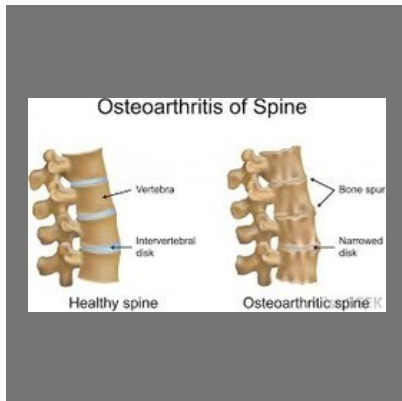 Osteoarthritis of Spine
Vertebra
Intervertebral
disk
Healthy spine
Bone spur
Narrowed
disk
Osteoarthritic spine